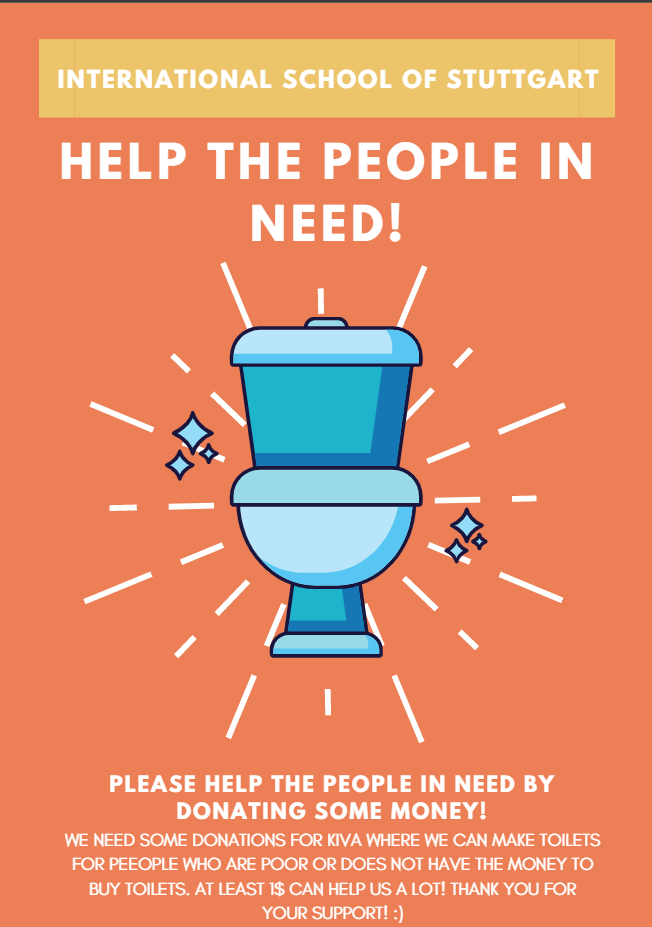 INTERNATIONAL SCHOOL OF STUTTGART
HELP THE PEOPLE IN
NEED!
PLEASE HELP THE PEOPLE IN NEED BY
DONATING SOME MONEY!
WE NEED SOME DONATIONS FOR KIVA WHERE WE CAN MAKE TOILETS
FOR PEEOPLE WHO ARE POOR OR DOES NOT HAVE THE MONEY TO
BUY TOILETS. AT LEAST 1$ CAN HELP US A LOT! THANK YOU FOR
YOUR SUPPORT! :)